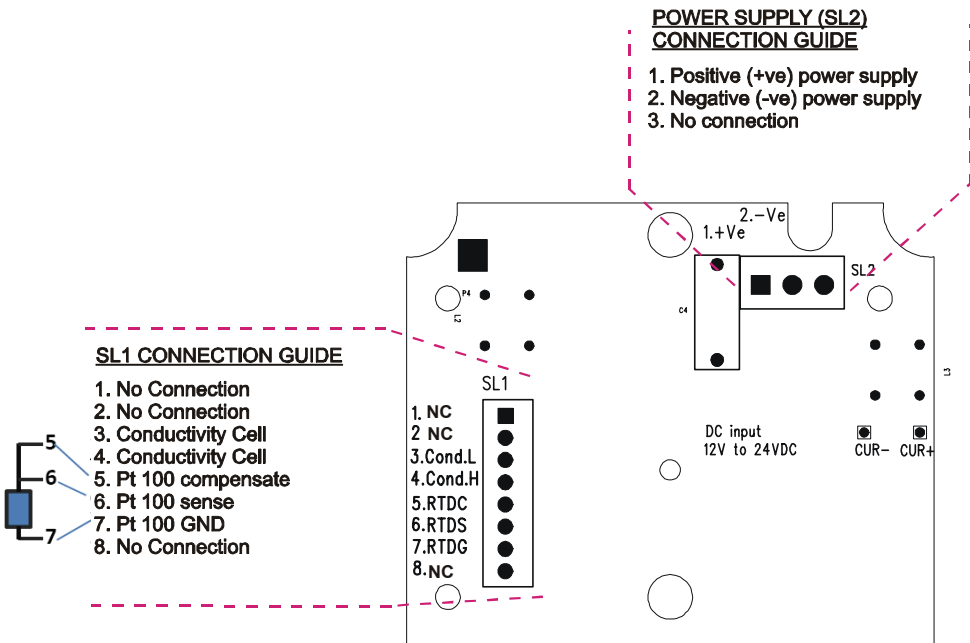 POWER SUPPLY (SL2)
CONNECTION GUIDE
1. Positive (+ve) power supply
2. Negative (-ve) power supply
3. No connection
2.-Ve
1.+Ve
SL2
P4
C4
L3
SL1 CONNECTION GUIDE
1. No Connection
2. No Connection
3. Conductivity Cell
4. Conductivity Cell
5. Pt 100 compensate
6. Pt 100 sense
7. Pt 100 GND
8. No Connection
5
6
7
SL1
1. NC
2 NC
3.Cond.L
4.Cond.H
5.RTDC
6.RTDS
7.RTDG
8.NC
DC input
12V to 24VDC
CUR- CUR+